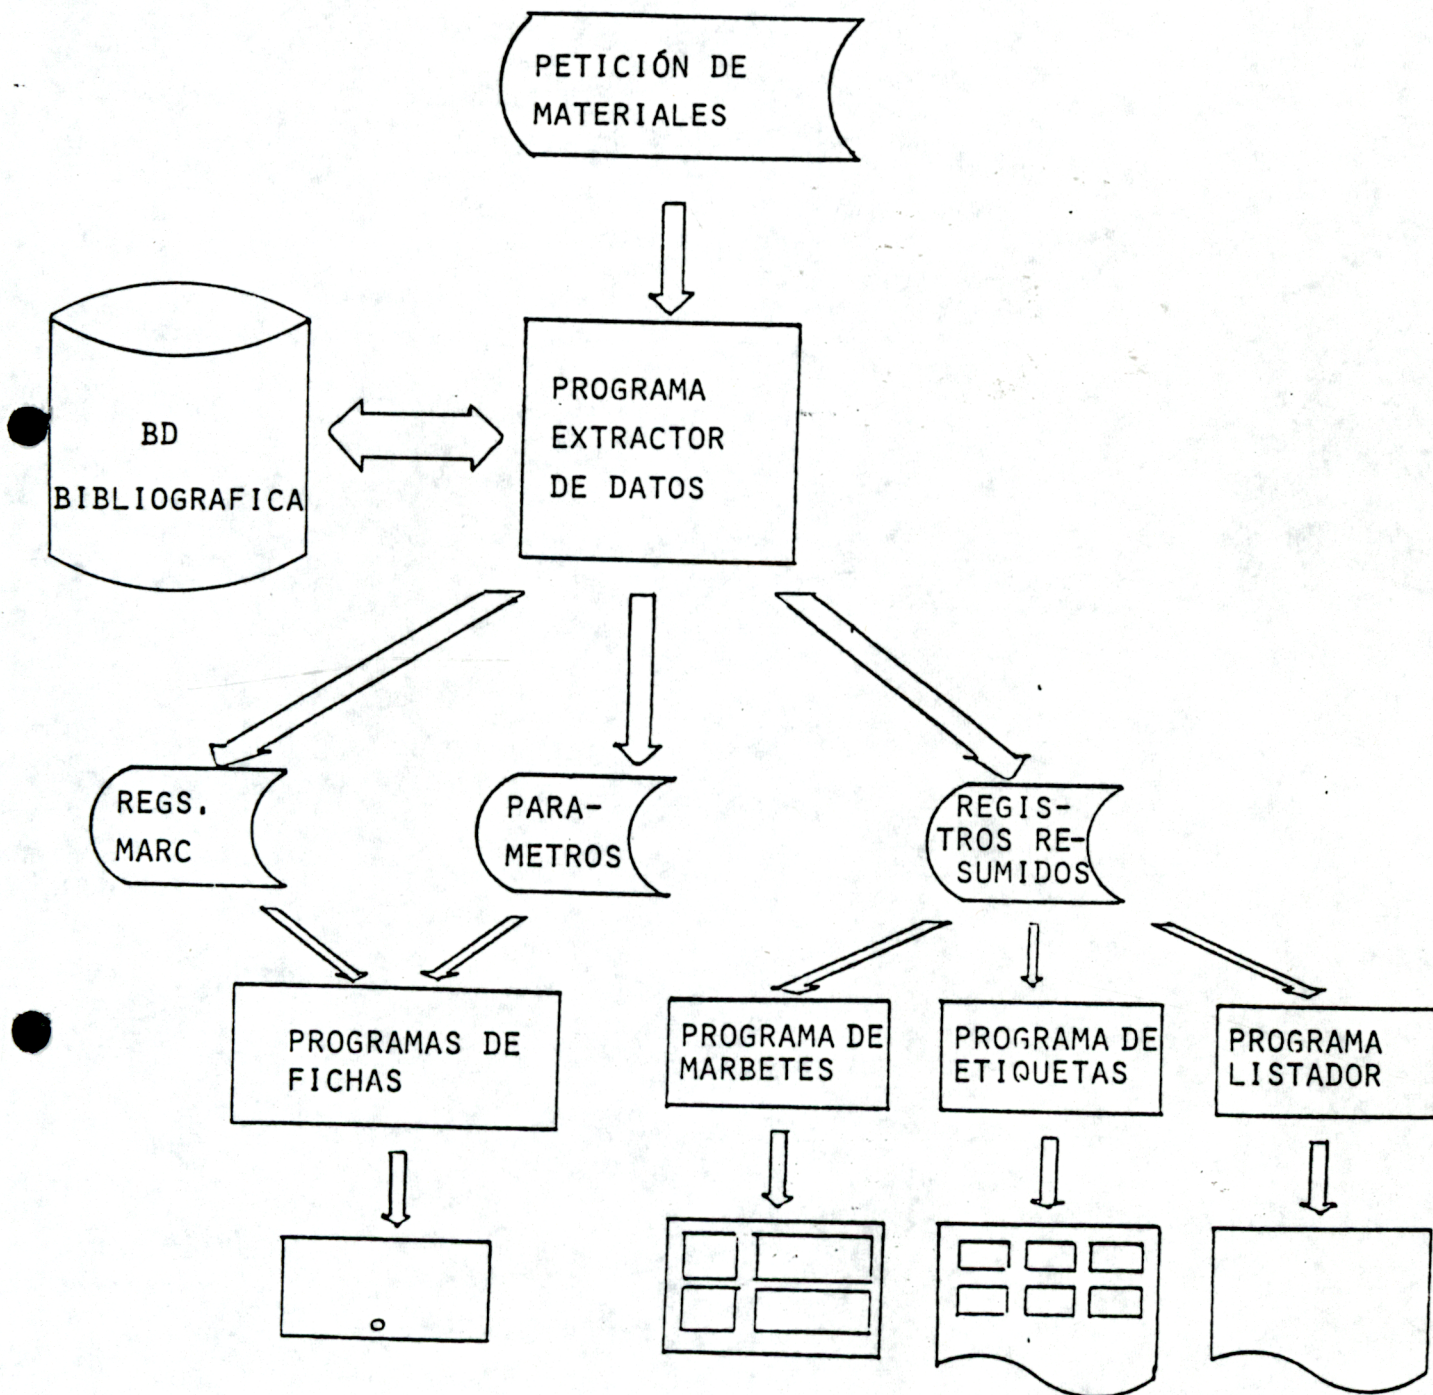 PETICIÓN DE
MATERIALES
PROGRAMA
EXTRACTOR
DE DATOS
BD
BIBLIOGRAFICA
REGS.
MARC
PARA-
METROS
REGIS-
TROS RE-
SUMIDOS
PROGRAMAS DE
FICHAS
PROGRAMA DE
MARBETES
PROGRAMA DE
ETIQUETAS
PROGRAMA
LISTADOR